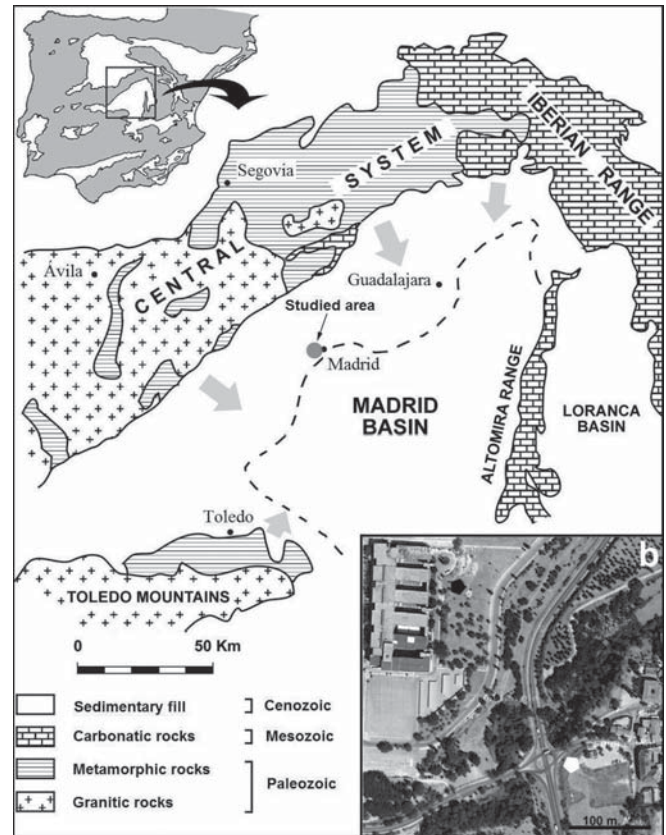 SYSTEM
IBERIAN RANGE
Segovia
CENTRAL
Ávila
Guadalajara
Studied area
Madrid
MADRID
BASIN
ALTOMIRA RANGE
LORANCA
BASIN
Toledo
TOLEDO MOUNTAINS
0 50 Km
b
100 m.
Sedimentary fill ] Cenozoic
Carbonatic rocks ] Mesozoic
Metamorphic rocks
Paleozoic
Granitic rocks